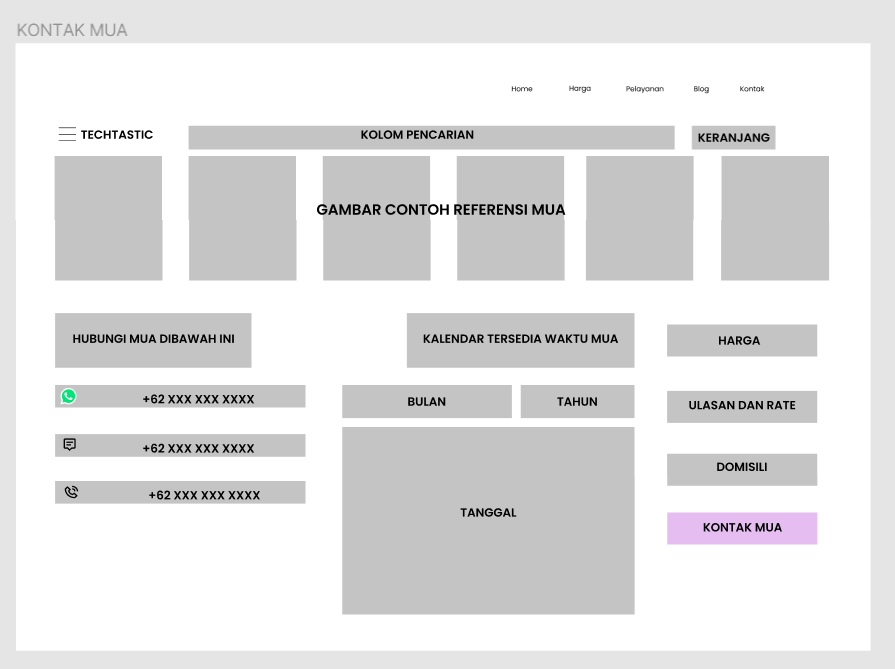 KONTAK MUA
Home Harga Pelayanan Blog Kontak
TECHTASTIC KOLOM PENCARIAN KERANJANG
GAMBAR CONTOH REFERENSI MUA
HUBUNGI MUA DIBAWAH INI
+62 XXX XXX XXXX
+62 XXX XXX XXXX
+62 XXX XXX XXXX
KALENDAR TERSEDIA WAKTU MUA
BULAN TAHUN
TANGGAL
HARGA
ULASAN DAN RATE
DOMISILI
KONTAK MUA